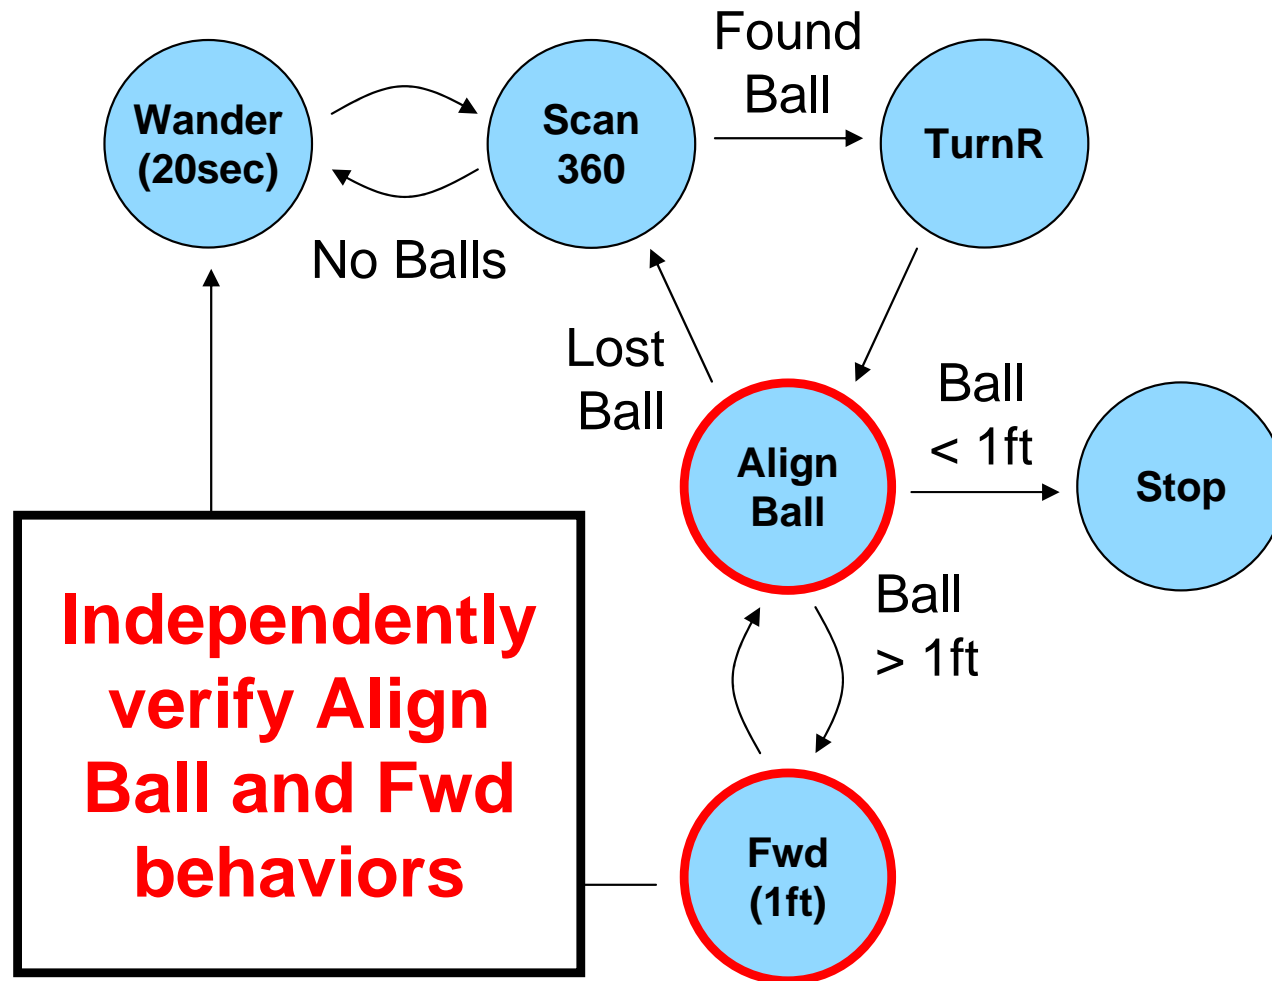 Found
Ball
Wander
(20sec)
Scan
360
TurnR
No Balls
Lost
Ball
Ball
< 1ft
Align
Ball
Stop
Ball
> 1ft
Independently
verify Align
Ball and Fwd
behaviors
Fwd
(1ft)